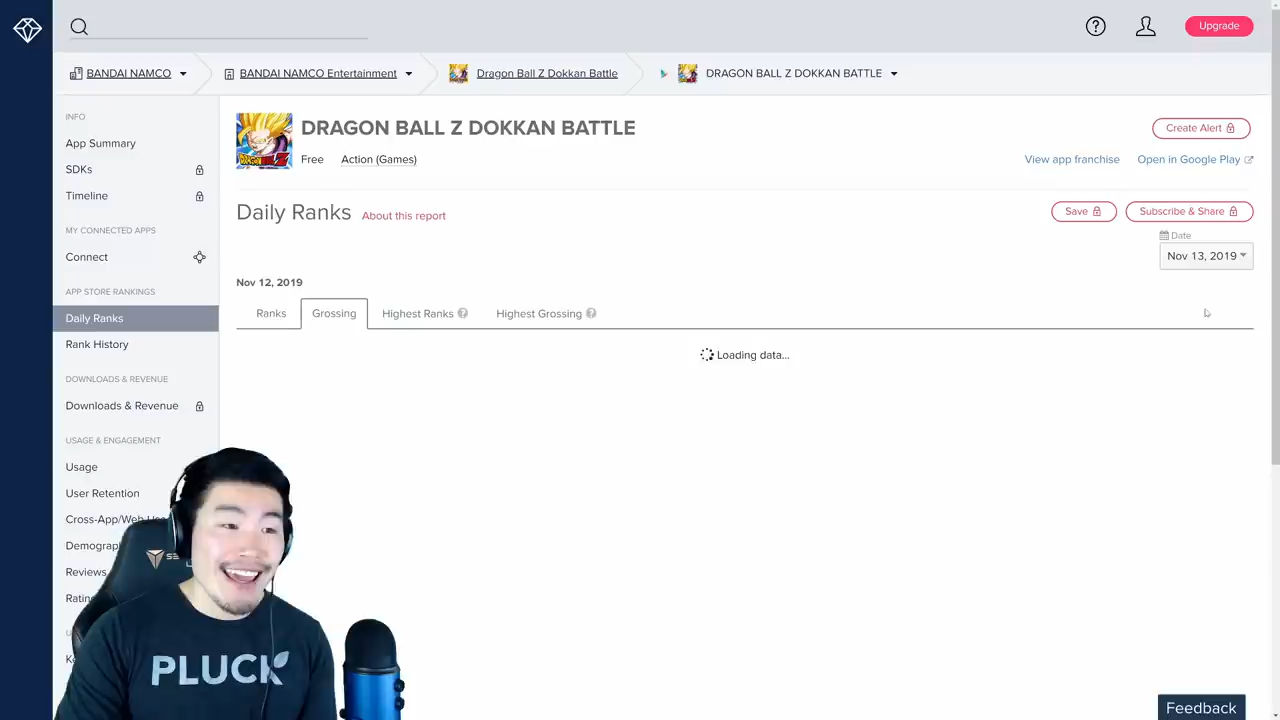 Upgrade
BANDAI NAMCO
BANDAI NAMCO Entertainment
Dragon Ball Z Dokkan Battle
DRAGON BALL Z DOKKAN BATTLE
INFO
App Summary
SDKs
Timeline
MY CONNECTED APPS
Connect
APP STORE RANKINGS
Daily Ranks
Rank History
DOWNLOADS & REVENUE
Downloads & Revenue
USAGE & ENGAGEMENT
Usage
User Retention
Cross-App/Web
Reviews
DRAGON BALL Z DOKKAN BATTLE
Create Alert
Free
Action (Games)
View app franchise
Open in Google Play
Daily Ranks
About this report
Save
Subscribe & Share
Date
Nov 13, 2019
Nov 12, 2019
Ranks
Grossing
Highest Ranks
Highest Grossing
Loading data...
PLUCK
Feedback